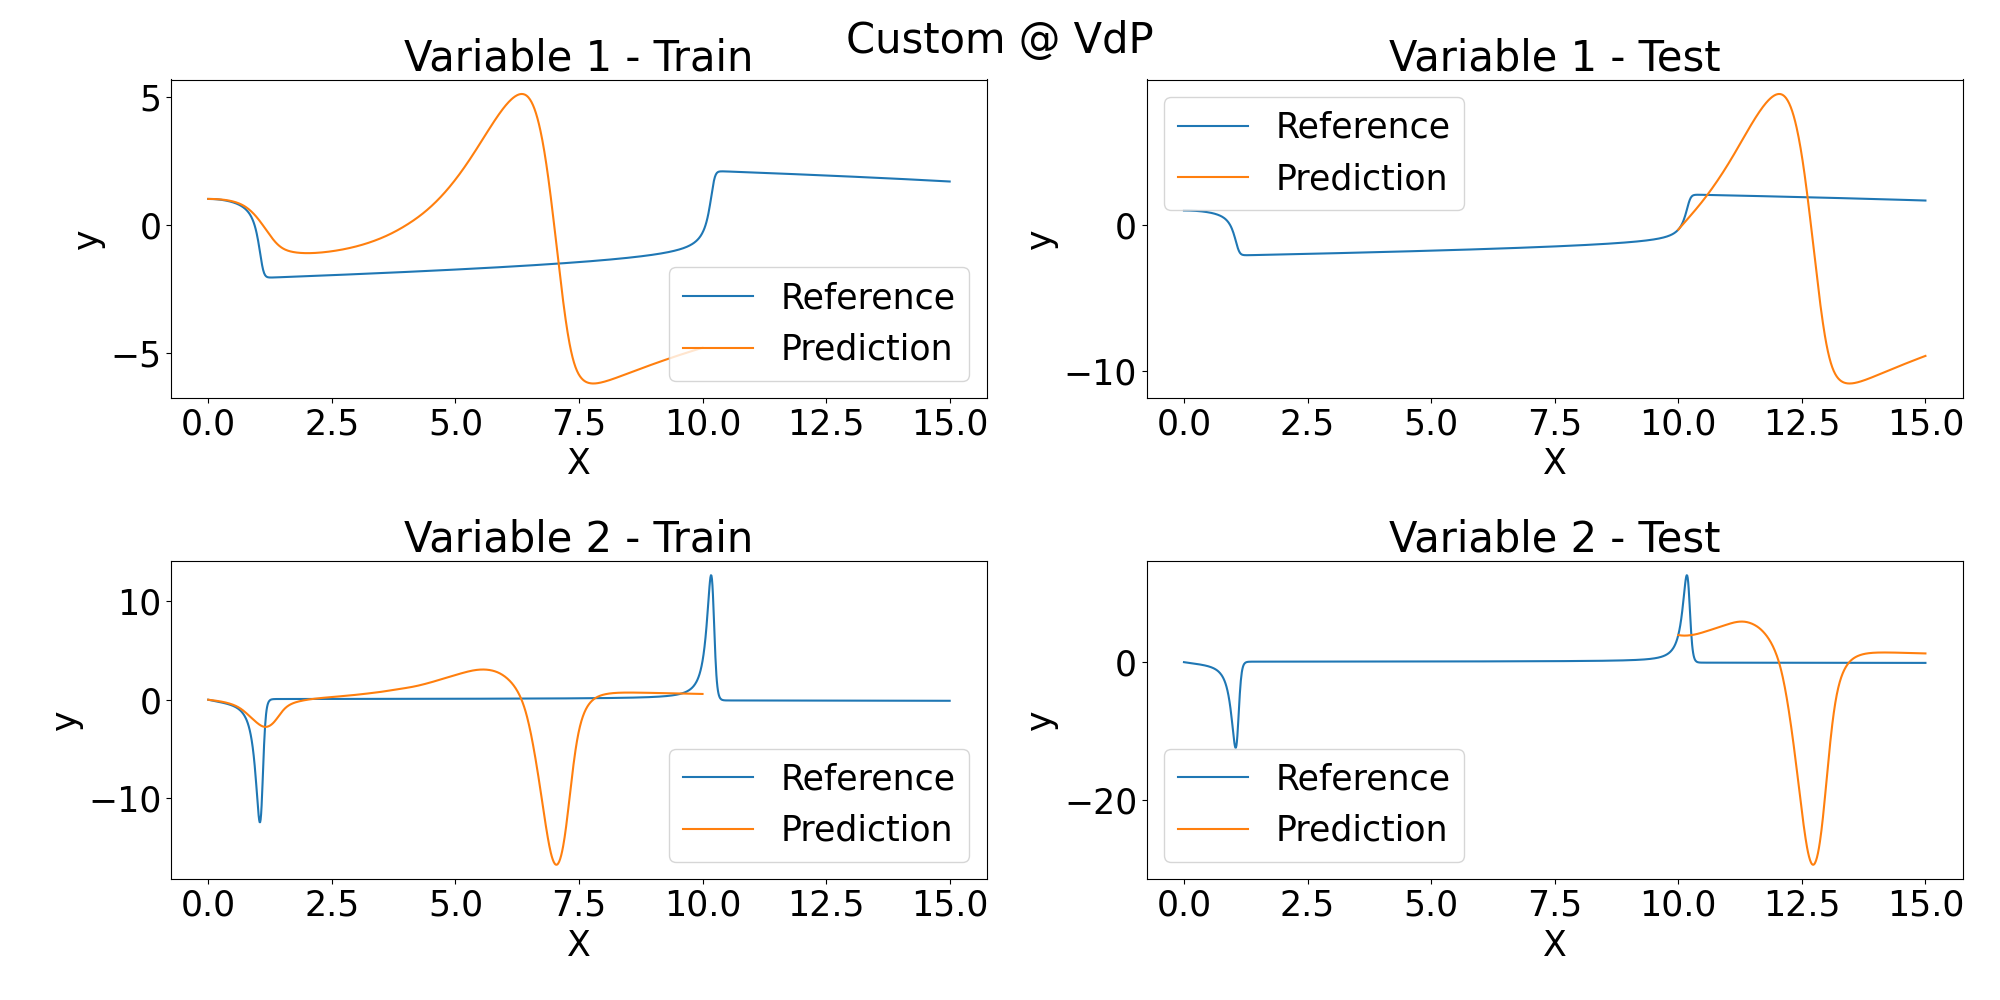 Custom @ VdP
Variable 1 - Train
5
0
−5
y
0.0 2.5 5.0 7.5 10.0 12.5 15.0
X
Reference
Prediction
Variable 1 - Test
0
−10
y
0.0 2.5 5.0 7.5 10.0 12.5 15.0
X
Reference
Prediction
Variable 2 - Train
10
0
−10
y
0.0 2.5 5.0 7.5 10.0 12.5 15.0
X
Reference
Prediction
Variable 2 - Test
0
−20
y
0.0 2.5 5.0 7.5 10.0 12.5 15.0
X
Reference
Prediction